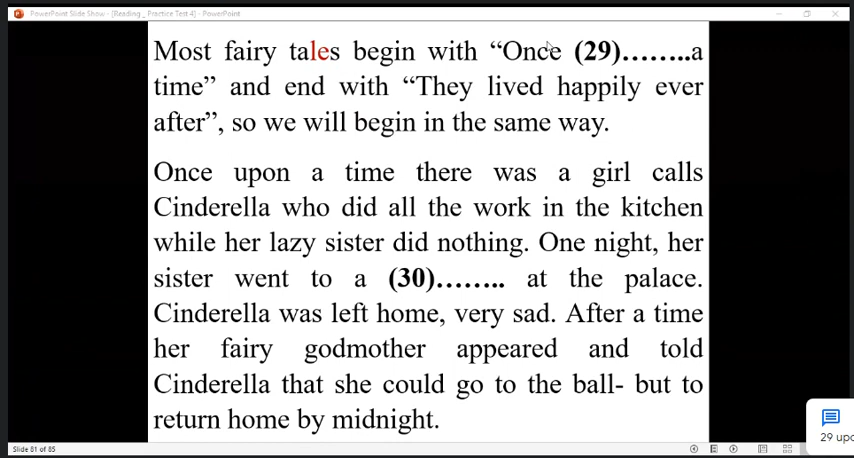 PowerPoint Slide Show - [Reading _ Practice Test 4] - PowerPoint
Most fairy tales begin with “Once (29)……..a
time” and end with “They lived happily ever
after”, so we will begin in the same way.
Once upon a time there was a girl calls
Cinderella who did all the work in the kitchen
while her lazy sister did nothing. One night, her
sister went to a (30)…….. at the palace.
Cinderella was left home, very sad. After a time
her fairy godmother appeared and told
Cinderella that she could go to the ball- but to
return home by midnight.
29 upo
Slide 81 of 85